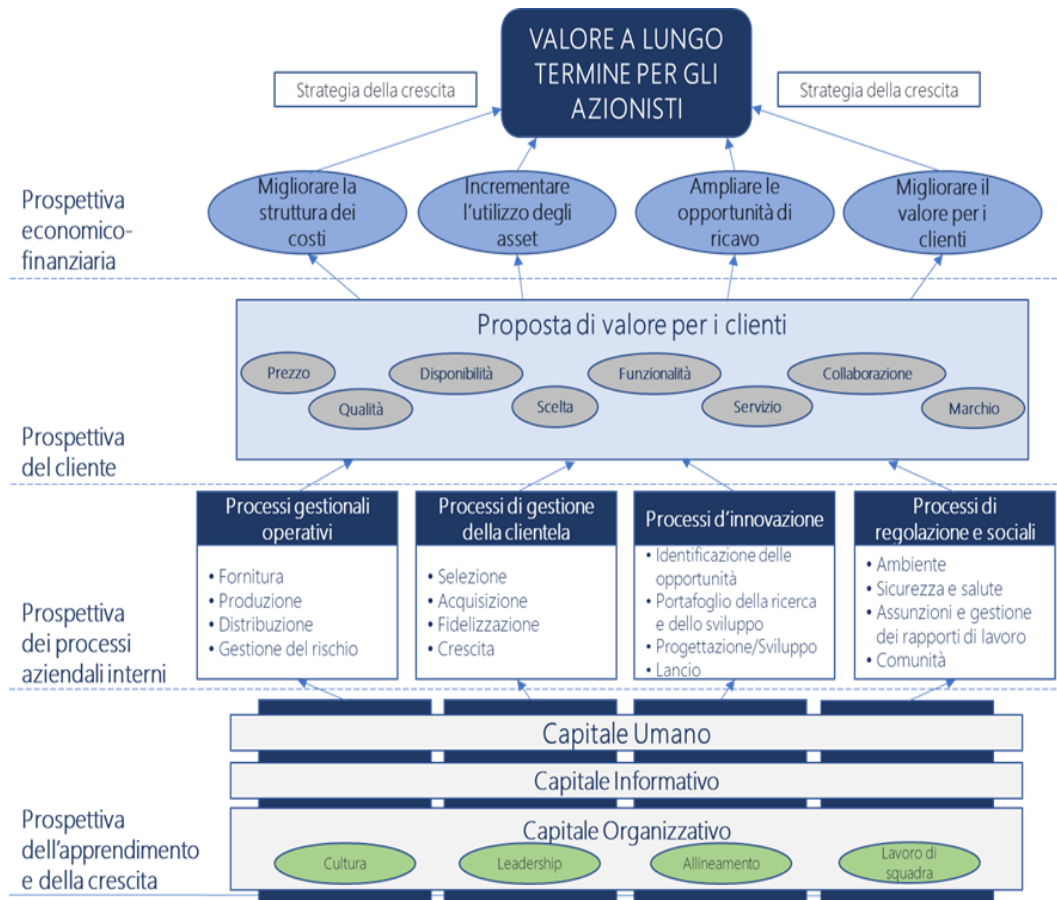 VALORE A LUNGO
TERMINE PER GLI
AZIONISTI
Strategia della crescita
Strategia della crescita
Prospettiva
economico-
finanziaria
Migliorare la
struttura dei
costi
Incrementare
l'utilizzo degli
asset
Ampliare le
opportunità di
ricavo
Migliorare il
valore per i
clienti
Prospettiva
del cliente
Proposta di valore per i clienti
Prezzo
Qualità
Disponibilità
Scelta
Funzionalità
Servizio
Collaborazione
Marchio
Prospettiva
dei processi
aziendali interni
Processi gestionali
operativi
• Fornitura
• Produzione
• Distribuzione
• Gestione del rischio
Processi di gestione
della clientela
• Selezione
• Acquisizione
• Fidelizzazione
• Crescita
Processi d'innovazione
• Identificazione delle
opportunità
• Portafoglio della ricerca
e dello sviluppo
• Progettazione/Sviluppo
• Lancio
Processi di
regolazione e sociali
• Ambiente
• Sicurezza e salute
• Assunzioni e gestione
dei rapporti di lavoro
• Comunità
Prospettiva
dell'apprendimento
e della crescita
Capitale Umano
Capitale Informativo
Capitale Organizzativo
Cultura
Leadership
Allineamento
Lavoro di
squadra